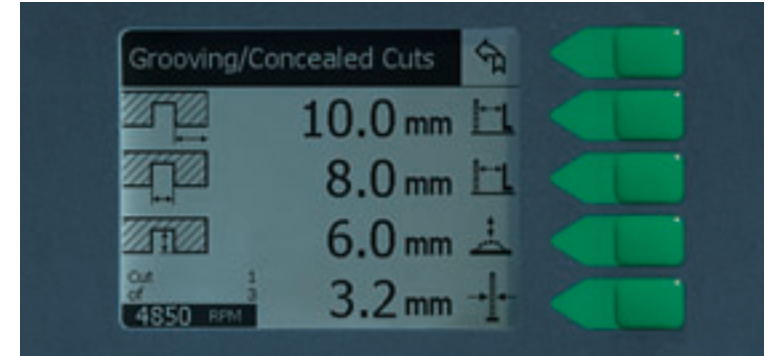 Grooving/Concealed Cuts
10.0 mm
8.0 mm
6.0 mm
Cut 1
of 3
3.2 mm
4850 RPM